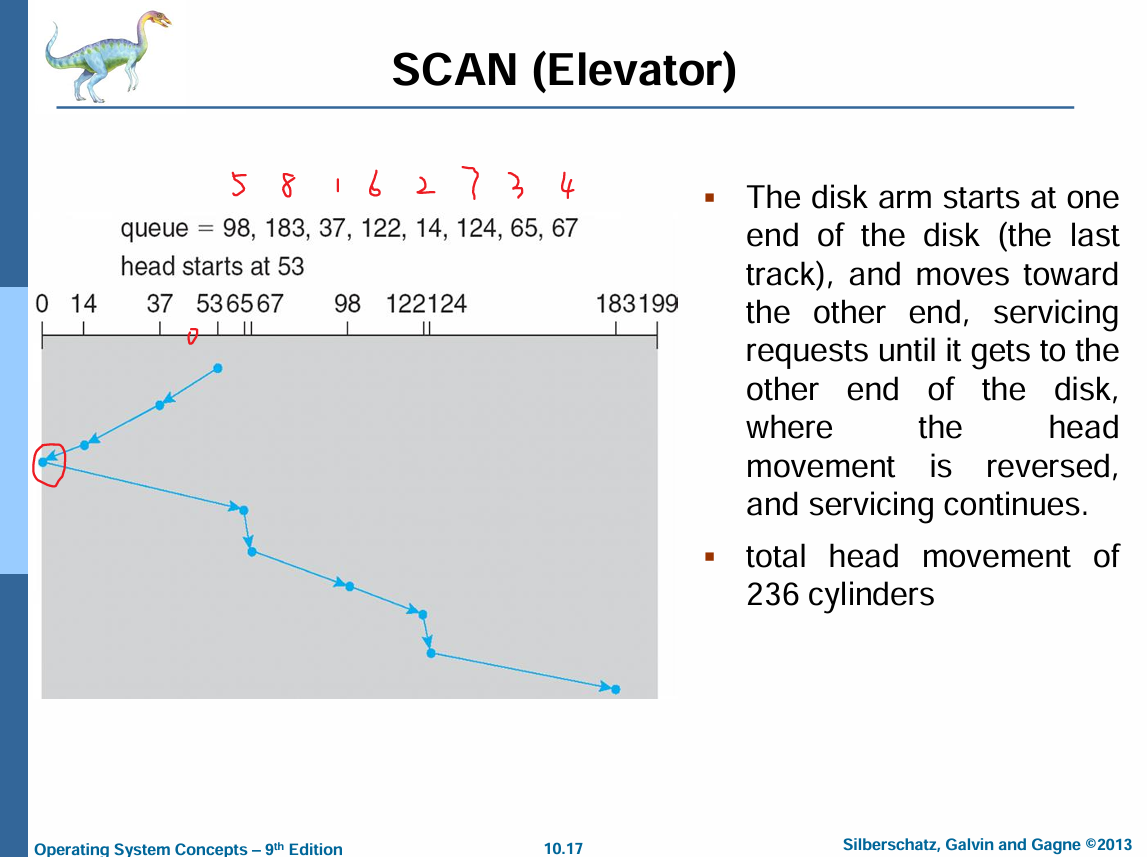 SCAN (Elevator)
5 8 1 6 2 7 3 4
queue = 98, 183, 37, 122, 14, 124, 65, 67
head starts at 53
0 14 37 53 65 67 98 122 124 183 199
0
The disk arm starts at one
end of the disk (the last
track), and moves toward
the other end, servicing
requests until it gets to the
other end of the disk,
where the head
movement is reversed,
and servicing continues.
total head movement of
236 cylinders
Operating System Concepts – 9th Edition
10.17
Silberschatz, Galvin and Gagne ©2013